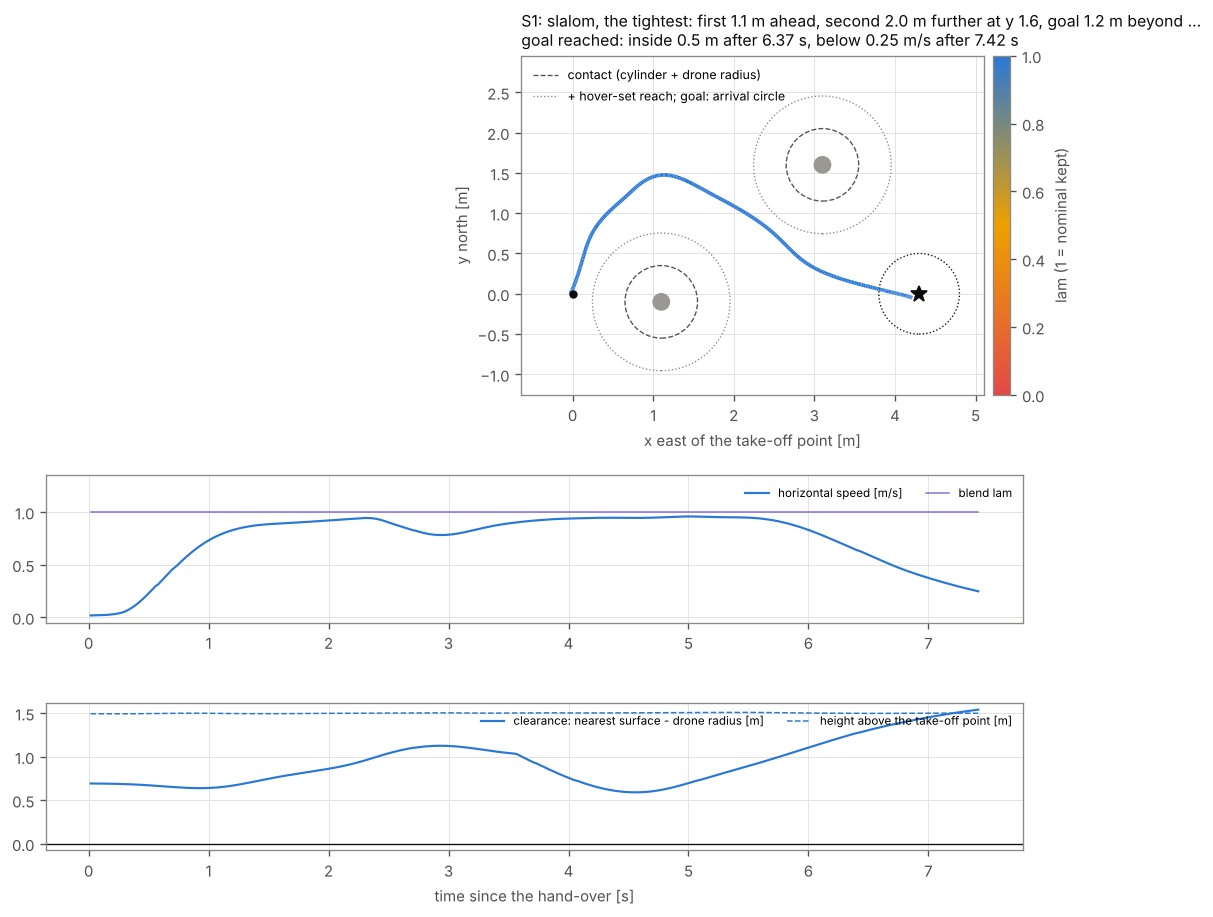 S1: slalom, the tightest: first 1.1 m ahead, second 2.0 m further at y 1.6, goal 1.2 m beyond ...
goal reached: inside 0.5 m after 6.37 s, below 0.25 m/s after 7.42 s
contact (cylinder + drone radius)
+ hover-set reach; goal: arrival circle
2.5
2.0
1.5
1.0
0.5
0.0
−0.5
−1.0
y north [m]
0 1 2 3 4 5
x east of the take-off point [m]
1.0
0.8
0.6
0.4
0.2
0.0
lam (1 = nominal kept)
horizontal speed [m/s]
blend lam
1.0
0.5
0.0
0 1 2 3 4 5 6 7
clearance: nearest surface - drone radius [m]
height above the take-off point [m]
1.5
1.0
0.5
0.0
0 1 2 3 4 5 6 7
time since the hand-over [s]